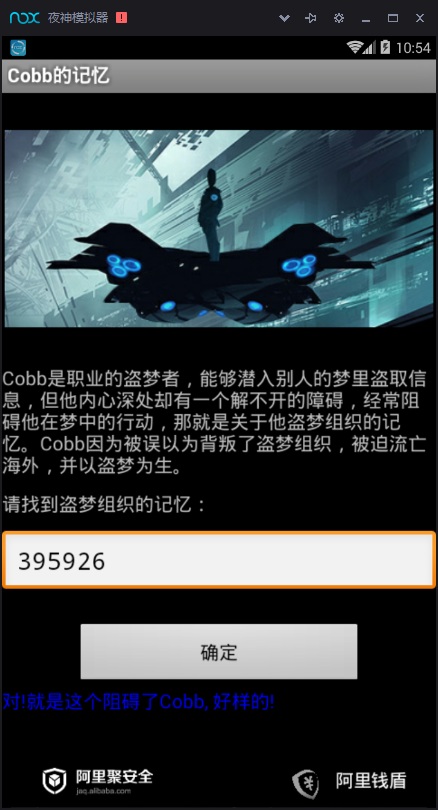 nox 夜神模拟器 !
10:54
Cobb的记忆
Cobb是职业的盗梦者，能够潜入别人的梦里盗取信
息，但他内心深处却有一个解不开的障碍，经常阻
碍他在梦中的行动，那就是关于他盗梦组织的记
忆。Cobb因为被误以为背叛了盗梦组织，被迫流亡
海外，并以盗梦为生。
请找到盗梦组织的记忆：
395926
确定
对!就是这个阻碍了Cobb, 好样的!
阿里聚安全
jaq.alibaba.com
阿里钱盾